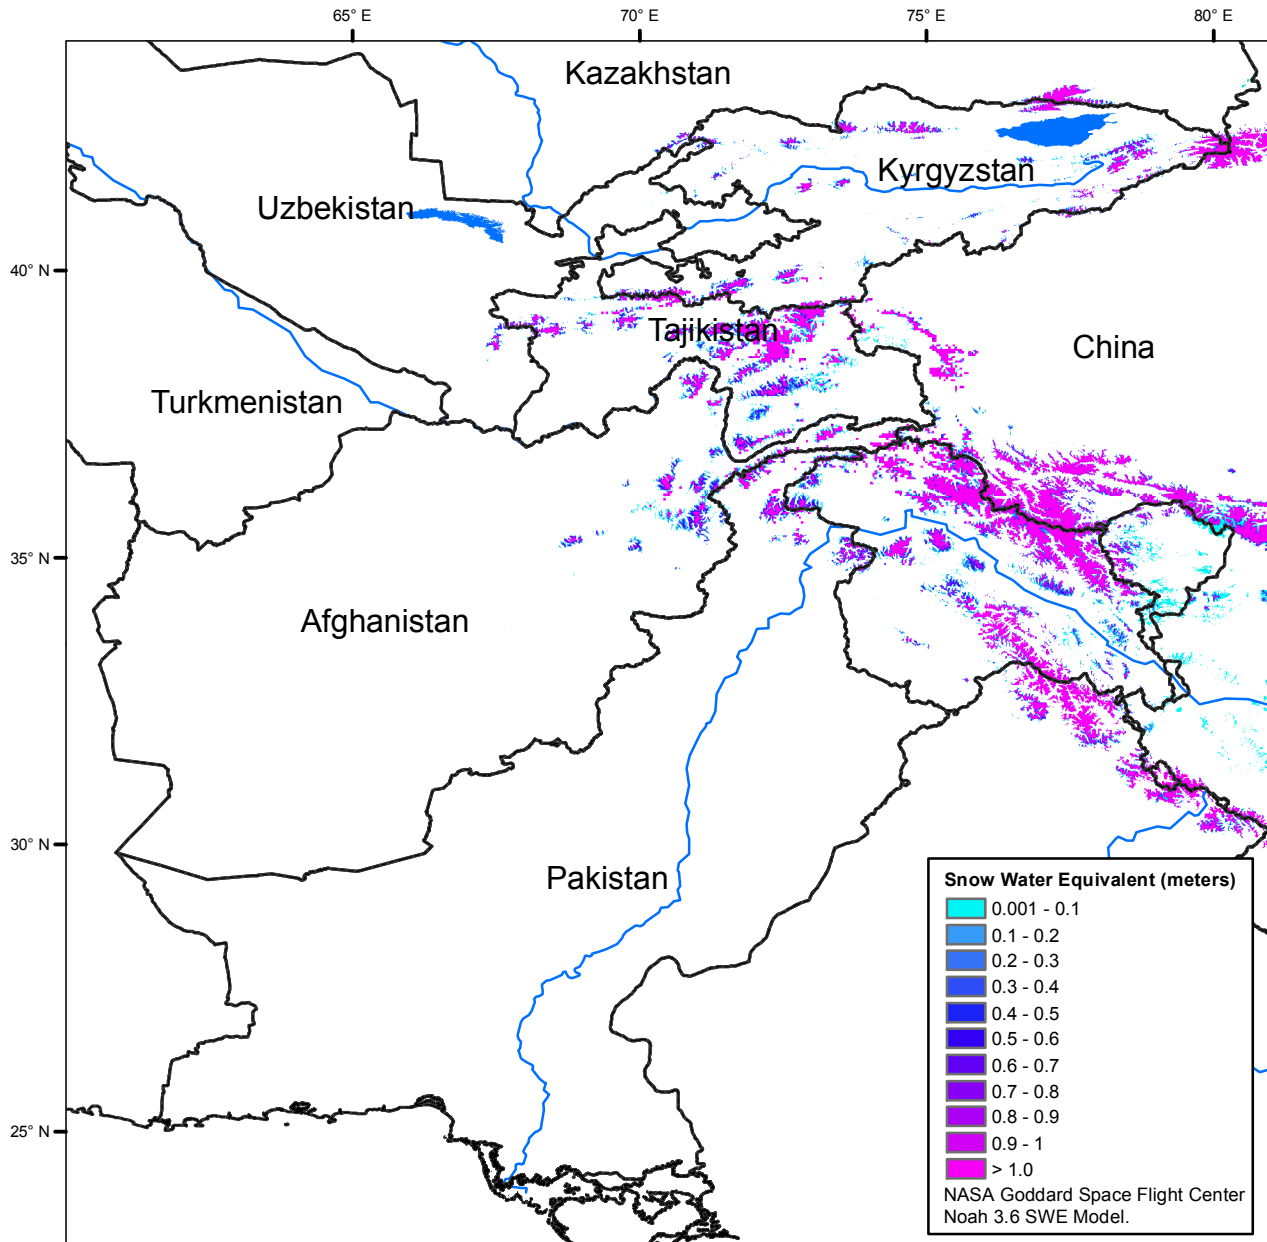 65° E
70° E
75° E
80° E
Kazakhstan
Kyrgyzstan
Uzbekistan
40° N
Tajikistan
China
Turkmenistan
35° N
Afghanistan
30° N
Pakistan
25° N
Snow Water Equivalent (meters)
0.001 - 0.1
0.1 - 0.2
0.2 - 0.3
0.3 - 0.4
0.4 - 0.5
0.5 - 0.6
0.6 - 0.7
0.7 - 0.8
0.8 - 0.9
0.9 - 1
> 1.0
NASA Goddard Space Flight Center
Noah 3.6 SWE Model.